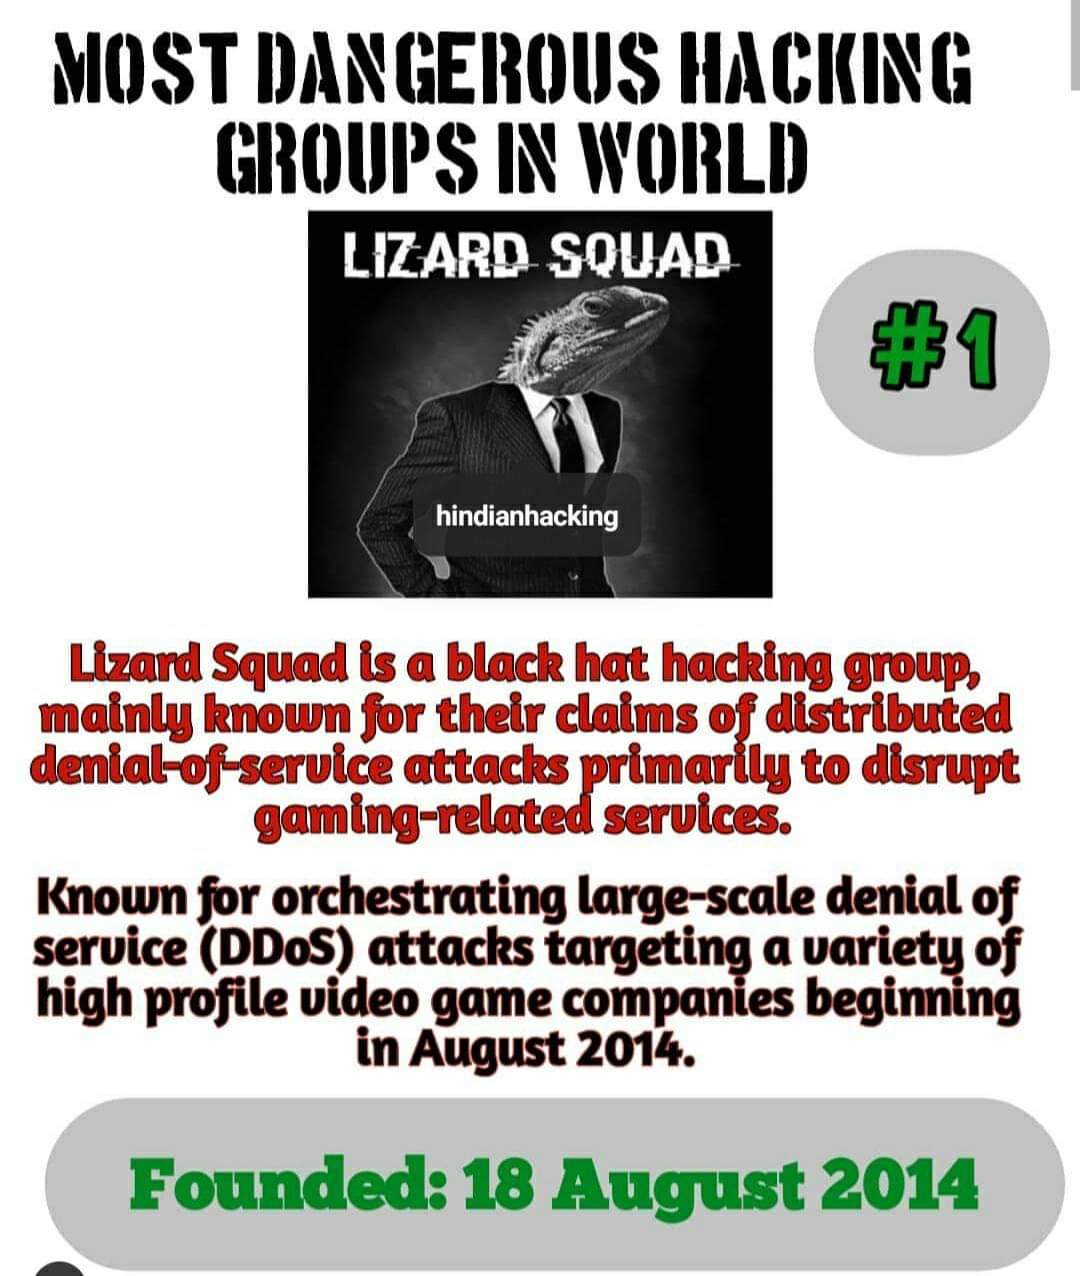 MOST DANGEROUS HACKING
GROUPS IN WORLD
LIZARD SQUAD
#1
hindianhacking
Lizard Squad is a black hat hacking group,
mainly known for their claims of distributed
denial-of-service attacks primarily to disrupt
gaming-related services.
Known for orchestrating large-scale denial of
service (DDoS) attacks targeting a variety of
high profile video game companies beginning
in August 2014.
Founded: 18 August 2014